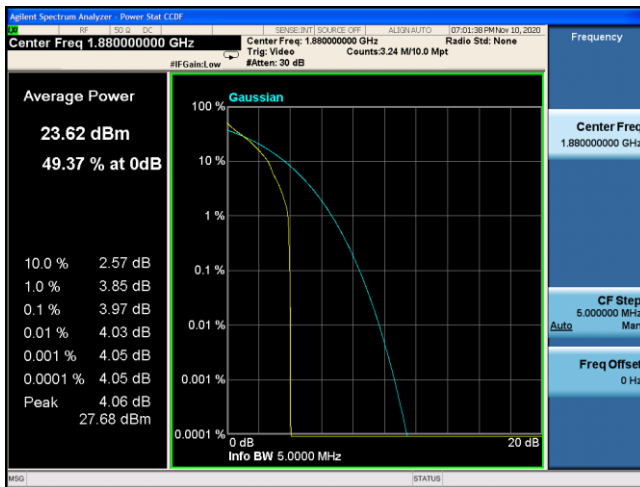 Agilent Spectrum Analyzer - Power Stat CCDF
RF 50 Ω DC SENSE:INT SOURCE OFF ALIGN AUTO 07:01:38 PM Nov 10, 2020
Center Freq 1.880000000 GHz
Center Freq: 1.880000000 GHz Radio Std: None
Trig: Video Counts:3.24 M/10.0 Mpt
#IFGain:Low #Atten: 30 dB
Frequency
Average Power
23.62 dBm
49.37 % at 0dB
10.0 % 2.57 dB
1.0 % 3.85 dB
0.1 % 3.97 dB
0.01 % 4.03 dB
0.001 % 4.05 dB
0.0001 % 4.05 dB
Peak 4.06 dB
27.68 dBm
Gaussian
100 %
10 %
1 %
0.1 %
0.01 %
0.001 %
0.0001 %
0 dB 20 dB
Info BW 5.0000 MHz
Center Freq
1.880000000 GHz
CF Step
5.000000 MHz
Auto Man
Freq Offset
0 Hz
MSG STATUS